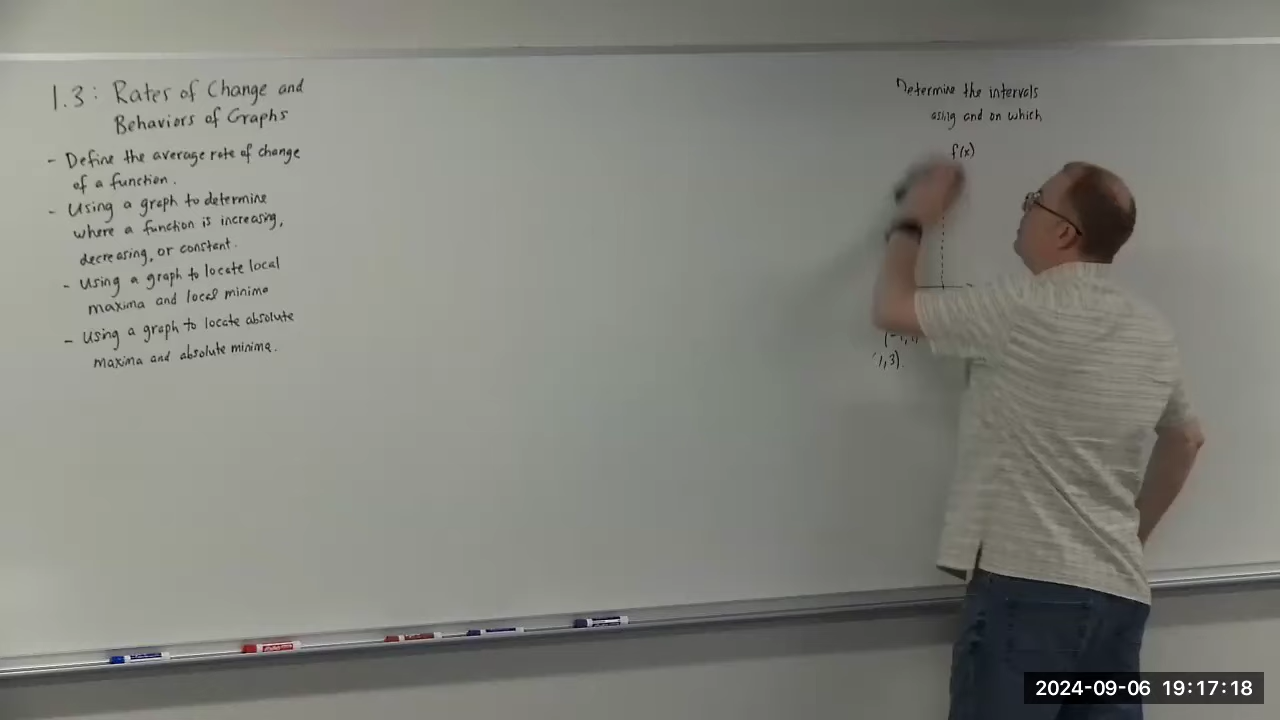 1.3: Rates of Change and
Behaviors of Graphs
- Define the average rate of change
of a function.
- Using a graph to determine
where a function is increasing,
decreasing, or constant.
- Using a graph to locate local
maxima and local minima
- Using a graph to locate absolute
maxima and absolute minima.
Determine the intervals
asing and on which
f(x)
(-1,1)
1,3).
2024-09-06 19:17:18